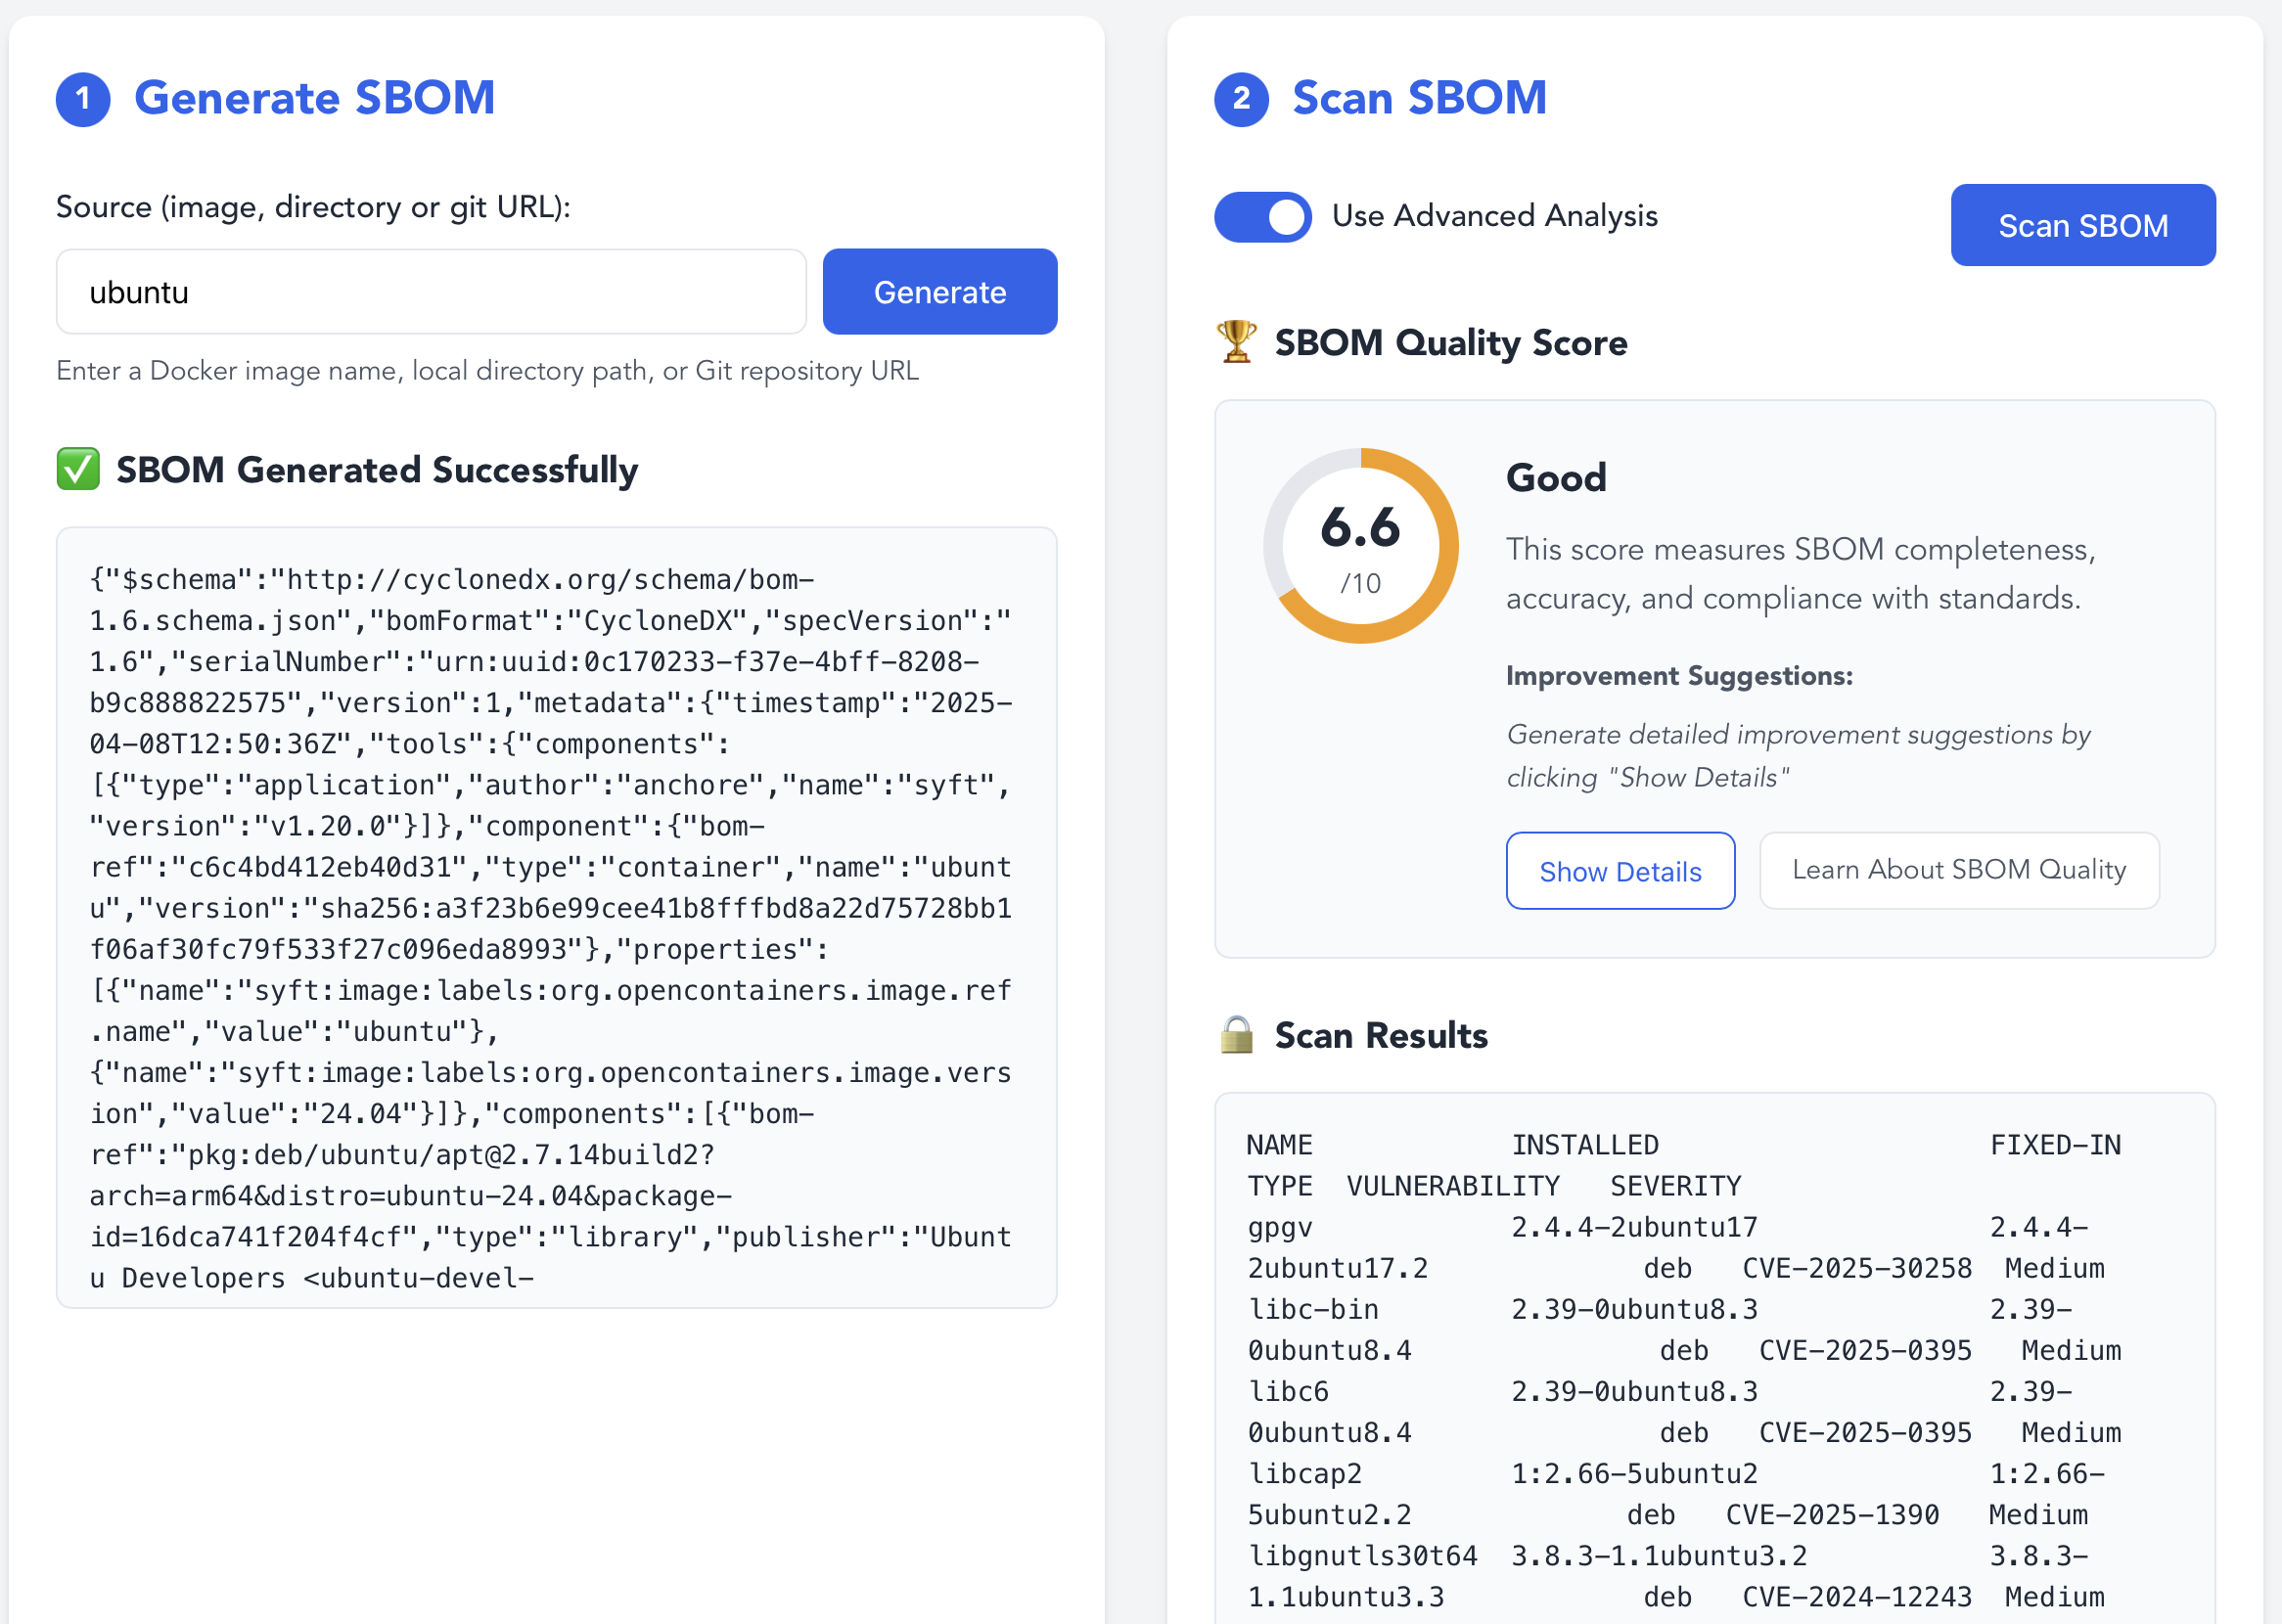 1 Generate SBOM
Source (image, directory or git URL):
ubuntu
Generate
Enter a Docker image name, local directory path, or Git repository URL
SBOM Generated Successfully
{"$schema":"http://cyclonedx.org/schema/bom-
1.6.schema.json","bomFormat":"CycloneDX","specVersion":"
1.6","serialNumber":"urn:uuid:0c170233-f37e-4bff-8208-
b9c888822575","version":1,"metadata":{"timestamp":"2025-
04-08T12:50:36Z","tools":{"components":
[{"type":"application","author":"anchore","name":"syft",
"version":"v1.20.0"}]},"component":{"bom-
ref":"c6c4bd412eb40d31","type":"container","name":"ubunt
u","version":"sha256:a3f23b6e99cee41b8fffbd8a22d75728bb1
f06af30fc79f533f27c096eda8993"},"properties":
[{"name":"syft:image:labels:org.opencontainers.image.ref
.name","value":"ubuntu"},
{"name":"syft:image:labels:org.opencontainers.image.vers
ion","value":"24.04"}]},"components":[{"bom-
ref":"pkg:deb/ubuntu/apt@2.7.14build2?
arch=arm64&distro=ubuntu-24.04&package-
id=16dca741f204f4cf","type":"library","publisher":"Ubunt
u Developers <ubuntu-devel-
2 Scan SBOM
Use Advanced Analysis
Scan SBOM
SBOM Quality Score
6.6
/10
Good
This score measures SBOM completeness,
accuracy, and compliance with standards.
Improvement Suggestions:
Generate detailed improvement suggestions by
clicking "Show Details"
Show Details
Learn About SBOM Quality
Scan Results
NAME INSTALLED FIXED-IN
TYPE VULNERABILITY SEVERITY
gpgv 2.4.4-2ubuntu17 2.4.4-
2ubuntu17.2 deb CVE-2025-30258 Medium
libc-bin 2.39-0ubuntu8.3 2.39-
0ubuntu8.4 deb CVE-2025-0395 Medium
libc6 2.39-0ubuntu8.3 2.39-
0ubuntu8.4 deb CVE-2025-0395 Medium
libcap2 1:2.66-5ubuntu2 1:2.66-
5ubuntu2.2 deb CVE-2025-1390 Medium
libgnutls30t64 3.8.3-1.1ubuntu3.2 3.8.3-
1.1ubuntu3.3 deb CVE-2024-12243 Medium